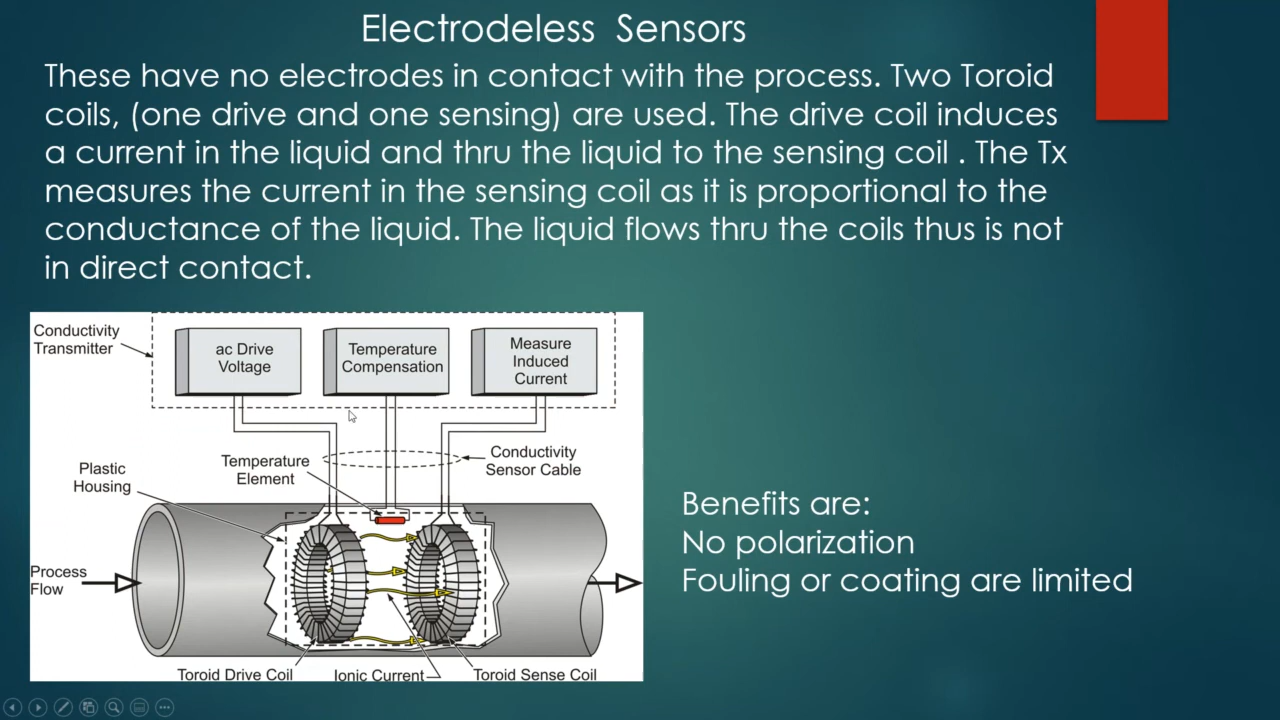 Electrodeless Sensors
These have no electrodes in contact with the process. Two Toroid
coils, (one drive and one sensing) are used. The drive coil induces
a current in the liquid and thru the liquid to the sensing coil . The Tx
measures the current in the sensing coil as it is proportional to the
conductance of the liquid. The liquid flows thru the coils thus is not
in direct contact.
Conductivity
Transmitter
ac Drive
Voltage
Temperature
Compensation
Measure
Induced
Current
Temperature
Element
Conductivity
Sensor Cable
Plastic
Housing
Process
Flow
Toroid Drive Coil
Ionic Current
Toroid Sense Coil
Benefits are:
No polarization
Fouling or coating are limited